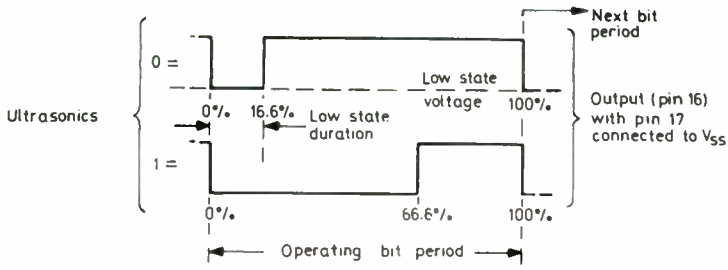 Next bit
period
0 =
Low state
voltage
0%
16.6%
100%
Low state
duration
Ultrasonics
Output (pin 16)
with pin 17
connected to VSS
1 =
0%
66.6%
100%
Operating bit period